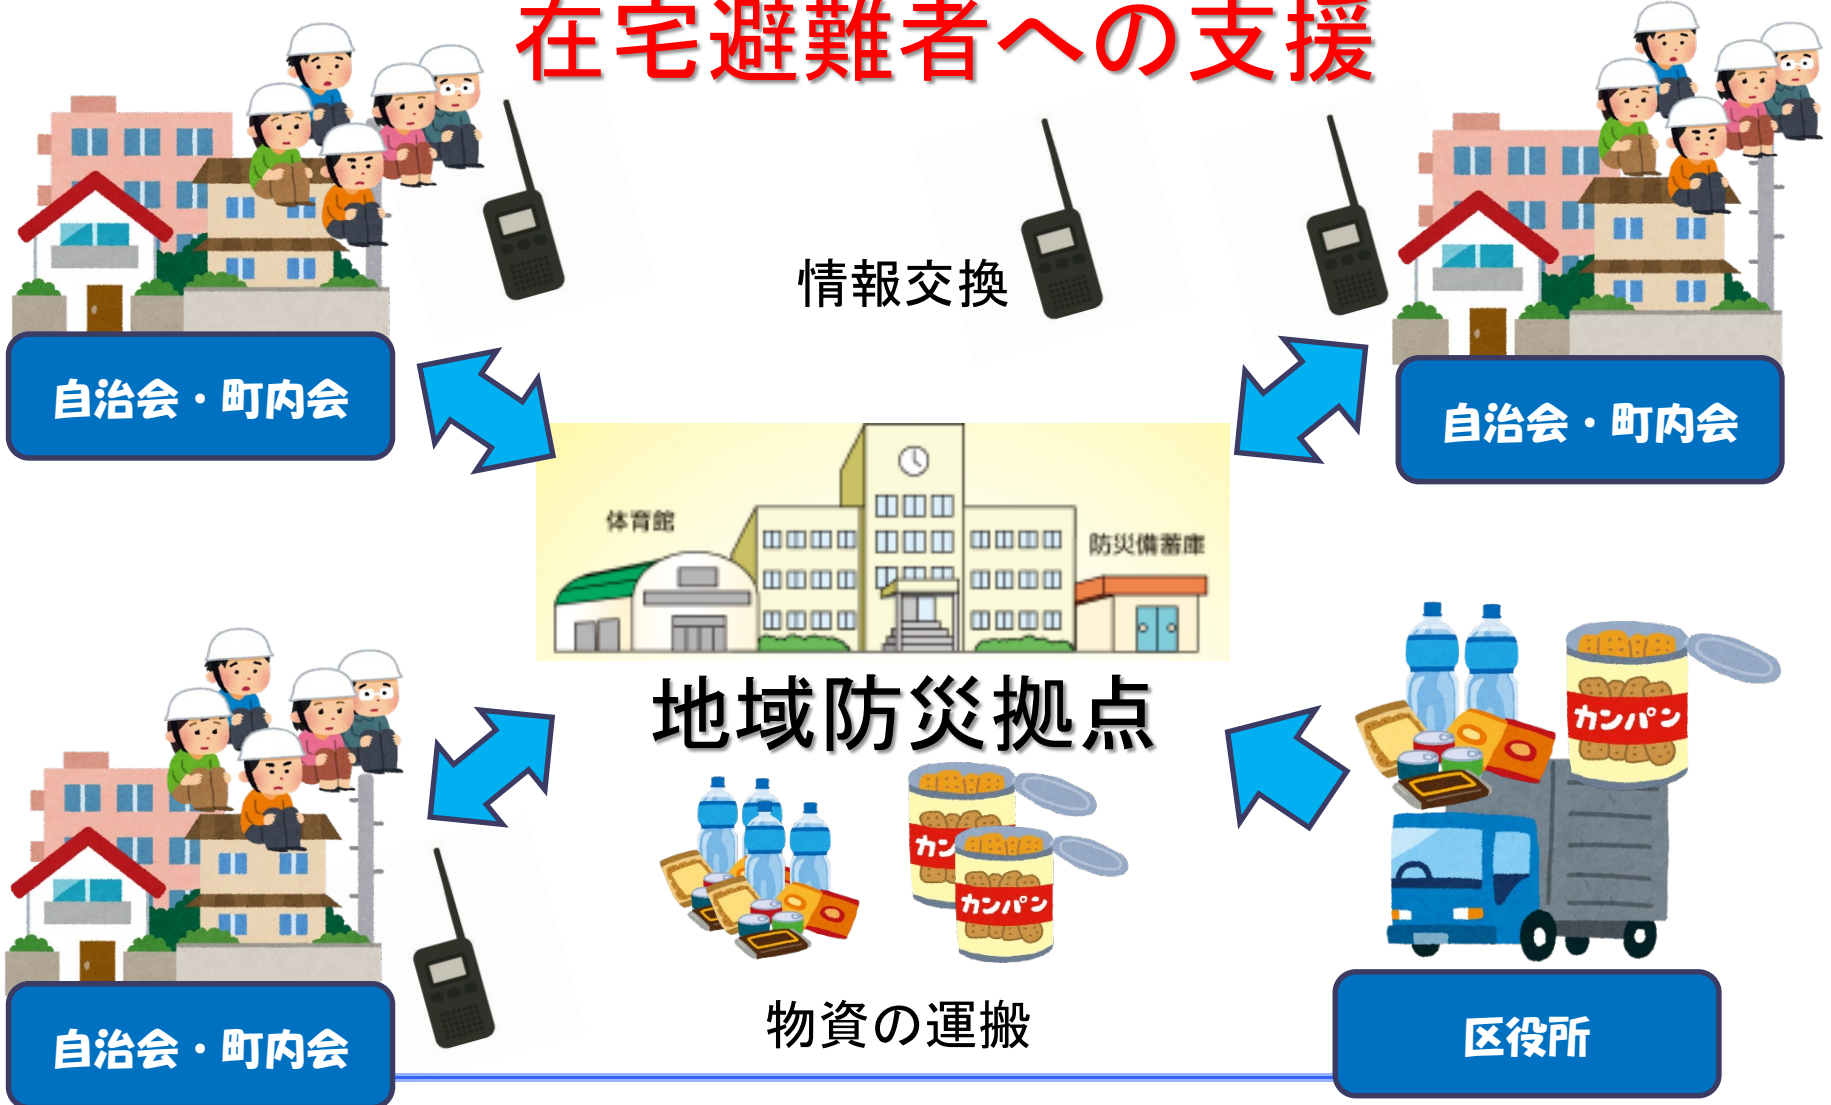 在宅避難者への支援
情報交換
自治会・町内会
自治会・町内会
体育館
防災備蓄庫
地域防災拠点
カンパン
カン
カンパン
物資の運搬
自治会・町内会
区役所